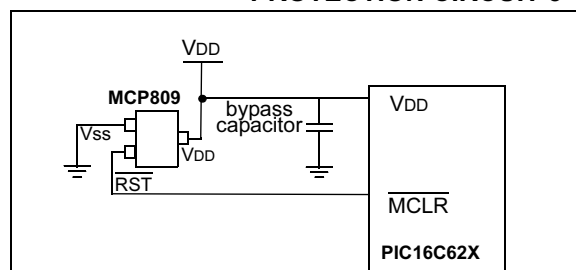 PROTECTION CIRCUIT 3
VDD
MCP809
bypass
capacitor
VDD
Vss
VDD
RST
MCLR
PIC16C62X